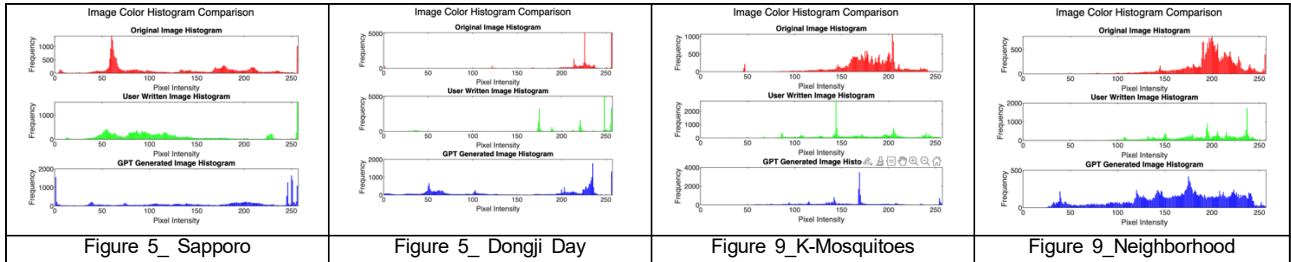 Image Color Histogram Comparison
Original Image Histogram
Frequency
1000
500
0
0 50 100 150 200 250
Pixel Intensity
User Written Image Histogram
Frequency
1000
0
0 50 100 150 200 250
Pixel Intensity
GPT Generated Image Histogram
Frequency
2000
1000
0
0 50 100 150 200 250
Pixel Intensity
Figure 5_ Sapporo
Image Color Histogram Comparison
Original Image Histogram
Frequency
5000
0
0 50 100 150 200 250
Pixel Intensity
User Written Image Histogram
Frequency
5000
0
0 50 100 150 200 250
Pixel Intensity
GPT Generated Image Histogram
Frequency
2000
0
0 50 100 150 200 250
Pixel Intensity
Figure 5_ Dongji Day
Image Color Histogram Comparison
Original Image Histogram
Frequency
1000
500
0
0 50 100 150 200 250
Pixel Intensity
User Written Image Histogram
Frequency
2000
0
0 50 100 150 200 250
Pixel Intensity
GPT Generated Image Histo
Frequency
4000
2000
0
0 50 100 150 200 250
Pixel Intensity
Figure 9_K-Mosquitoes
Image Color Histogram Comparison
Original Image Histogram
Frequency
500
0
0 50 100 150 200 250
Pixel Intensity
User Written Image Histogram
Frequency
2000
1000
0
0 50 100 150 200 250
Pixel Intensity
GPT Generated Image Histogram
Frequency
500
0
0 50 100 150 200 250
Pixel Intensity
Figure 9_Neighborhood